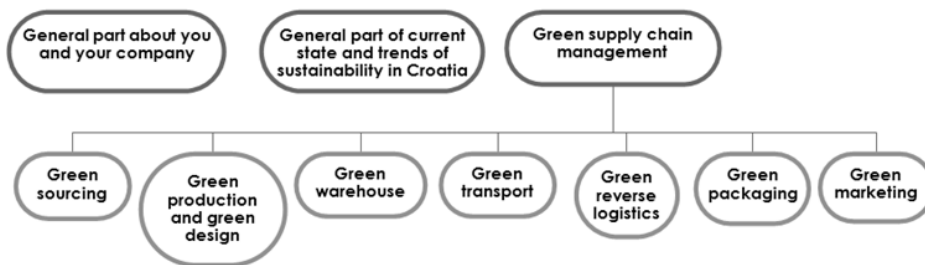 General part about you
and your company
General part of current
state and trends of
sustainability in Croatia
Green supply chain
management
Green
sourcing
Green
production
and green
design
Green
warehouse
Green
transport
Green
reverse
logistics
Green
packaging
Green
marketing